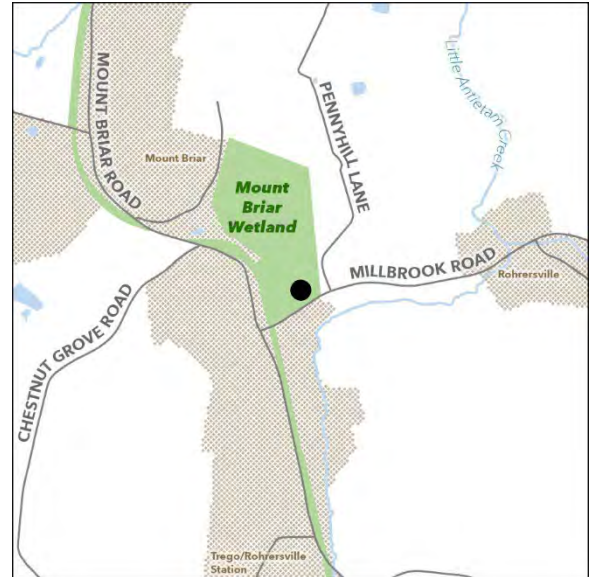 MOUNT BRIAR ROAD
Little Antietam Creek
PENNYHILL LANE
Mount Briar
Mount
Briar
Wetland
MILLBROOK ROAD
Rohrersville
CHESTNUT GROVE ROAD
Trego/Rohrersville
Station